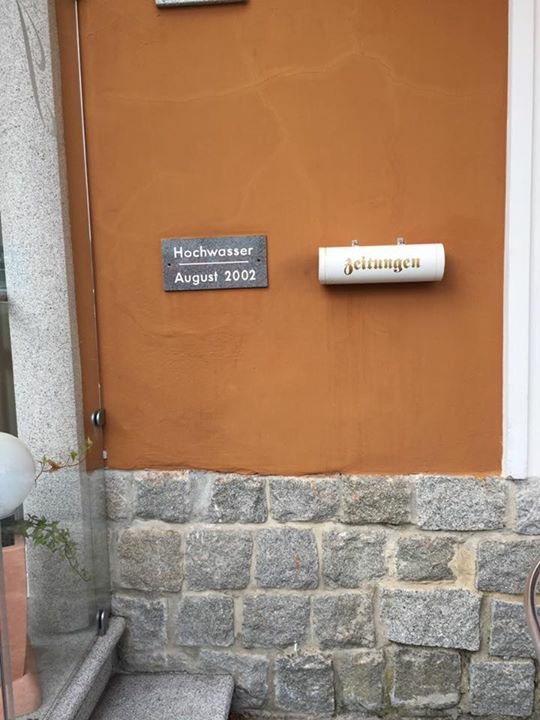 Hochwasser
August 2002
Zeitungen